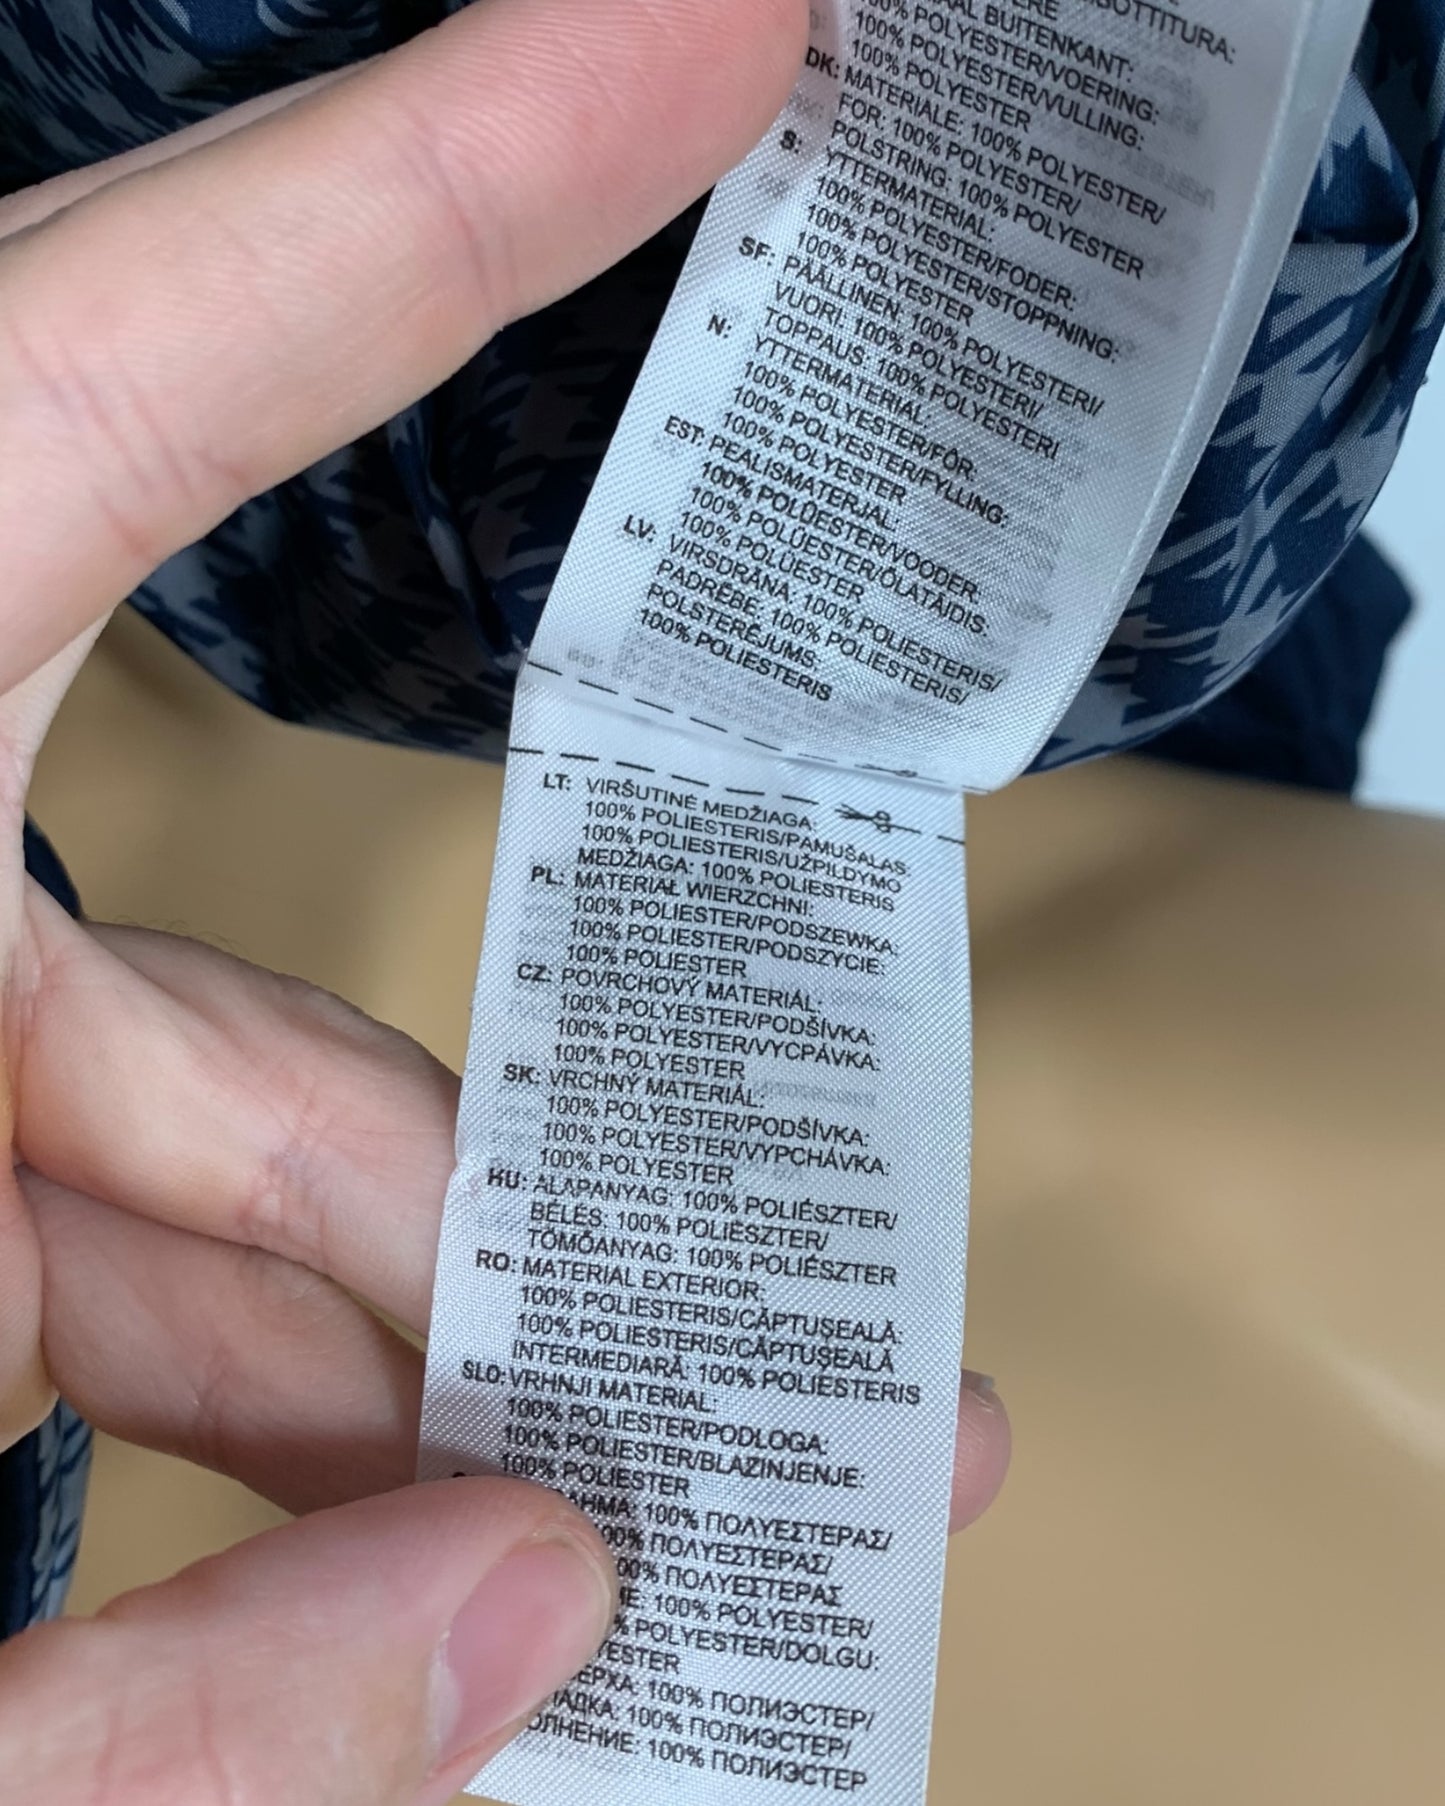 SOTTITURA:
ERE
AL BUITENKANT:
100% POLYESTER/VOERING:
100% POLYESTER/VULLING:
100% POLYESTER
DK: MATERIALE: 100% POLYESTER/
FOR: 100% POLYESTER/
POLSTRING: 100% POLYESTER
S: YTTERMATERIAL:
100% POLYESTER/FODER:
100% POLYESTER/STOPPNING:
100% POLYESTER
SF: PÄÄLLINEN: 100% POLYESTERI/
VUORI: 100% POLYESTERI/
TOPPAUS: 100% POLYESTERI
N: YTTERMATERIAL:
100% POLYESTER/FÔR:
100% POLYESTER/FYLLING:
100% POLYESTER
EST: PEALISMATERJAL:
100% POLÜESTER/VOODER:
100% POLÜESTER/ÖLATÄIDIS:
100% POLÜESTER
LV: VIRSDRĀNA: 100% POLIESTERIS/
PADRĒBE: 100% POLIESTERIS/
POLSTERĒJUMS:
100% POLIESTERIS
LT: VIRŠUTINĖ MEDŽIAGA:
100% POLIESTERIS/PAMUŠALAS:
100% POLIESTERIS/UŽPILDYMO
MEDŽIAGA: 100% POLIESTERIS
PL: MATERIAŁ WIERZCHNI:
100% POLIESTER/PODSZEWKA:
100% POLIESTER/PODSZYCIE:
100% POLIESTER
CZ: POVRCHOVÝ MATERIÁL:
100% POLYESTER/PODŠÍVKA:
100% POLYESTER/VYCPÁVKA:
100% POLYESTER
SK: VRCHNÝ MATERIÁL:
100% POLYESTER/PODŠÍVKA:
100% POLYESTER/VYPCHÁVKA:
100% POLYESTER
HU: ALAPANYAG: 100% POLIÉSZTER/
BÉLÉS: 100% POLIÉSZTER/
TÖMŐANYAG: 100% POLIÉSZTER
RO: MATERIAL EXTERIOR:
100% POLIESTERIS/CĂPTUȘEALĂ:
100% POLIESTERIS/CĂPTUȘEALĂ
INTERMEDIARĂ: 100% POLIESTERIS
SLO: VRHNJI MATERIAL:
100% POLIESTER/PODLOGA:
100% POLIESTER/BLAZINJENJE:
100% POLIESTER
100% ΠΟΛΥΕΣΤΕΡΑΣ/
100% ΠΟΛΥΕΣΤΕΡΑΣ/
100% ΠΟΛΥΕΣΤΕΡΑΣ
100% POLYESTER/
POLYESTER/DOLGU:
100% ПОЛИЭСТЕР/
100% ПОЛИЭСТЕР/
100% ПОЛИЭСТЕР